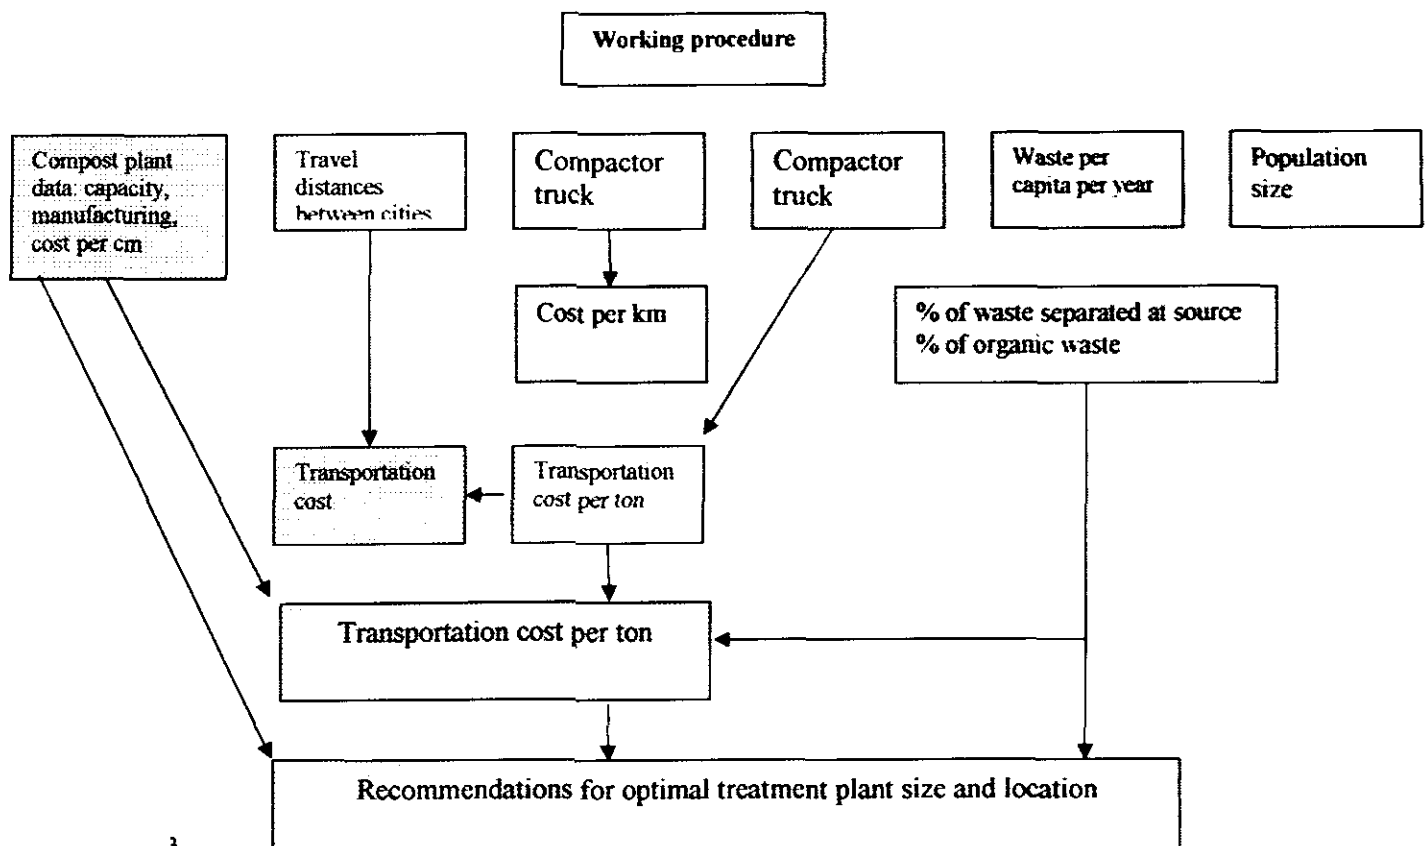 Working procedure
Compost plant
data: capacity,
manufacturing,
cost per cm
Travel
distances
between cities
Compactor
truck
Compactor
truck
Waste per
capita per year
Population
size
Cost per km
% of waste separated at source
% of organic waste
Transportation
cost
Transportation
cost per ton
Transportation cost per ton
Recommendations for optimal treatment plant size and location
3